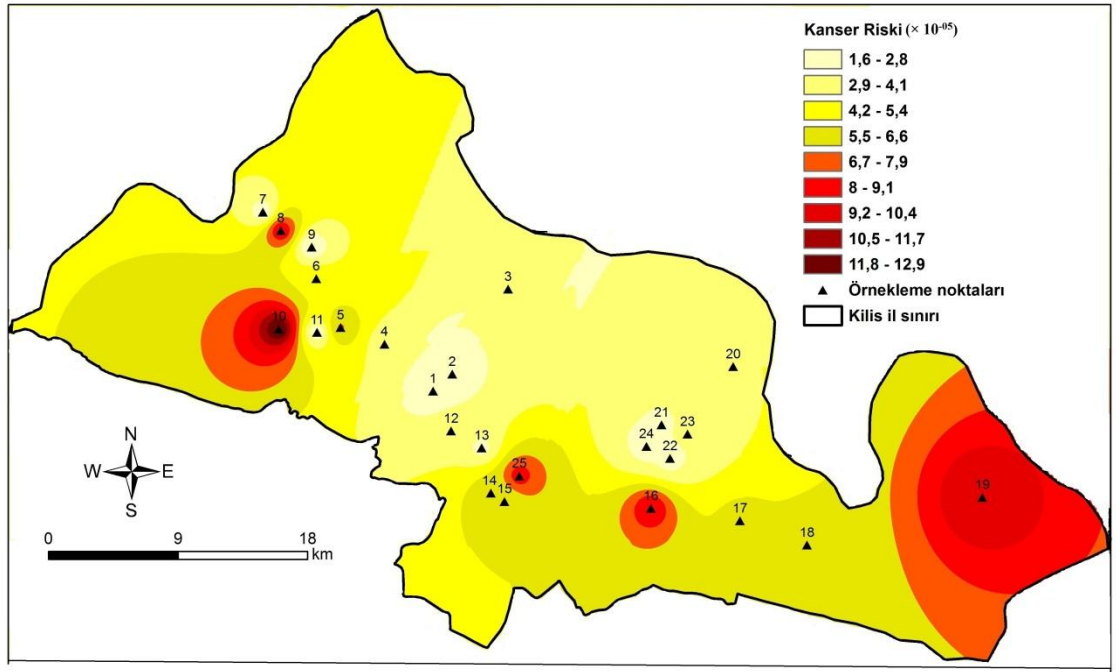 Kanser Riski (× 10⁻⁰⁵)
1,6 - 2,8
2,9 - 4,1
4,2 - 5,4
5,5 - 6,6
6,7 - 7,9
8 - 9,1
9,2 - 10,4
10,5 - 11,7
11,8 - 12,9
Örnekleme noktaları
Kilis il sınırı
7
8
9
6
3
10
11
5
4
20
2
1
12
13
21
23
24
22
25
14
15
16
17
18
19
N
W E
S
0 9 18
km